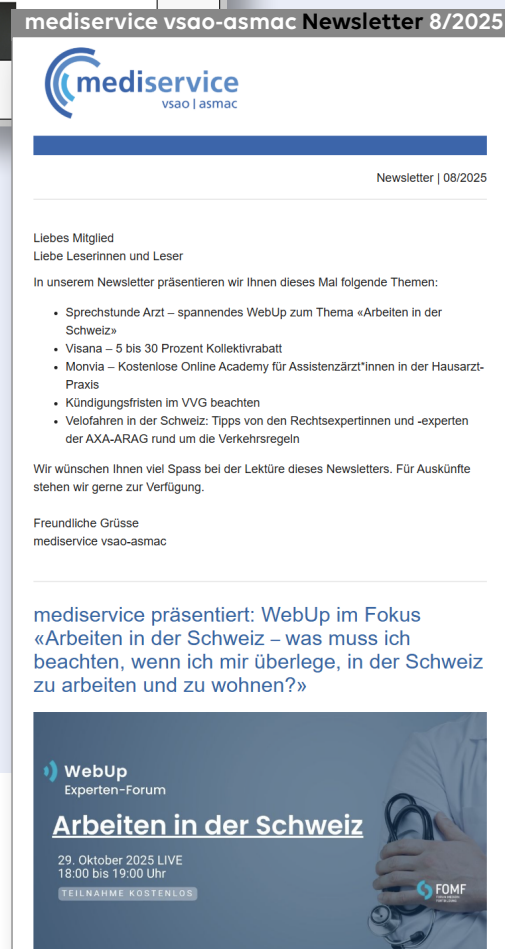 mediservice vsao-asmac Newsletter 8/2025
mediservice
vsao | asmac
Newsletter | 08/2025
Liebes Mitglied
Liebe Leserinnen und Leser
In unserem Newsletter präsentieren wir Ihnen dieses Mal folgende Themen:
• Sprechstunde Arzt – spannendes WebUp zum Thema «Arbeiten in der
Schweiz»
• Visana – 5 bis 30 Prozent Kollektivrabatt
• Monvia – Kostenlose Online Academy für Assistenzärzt*innen in der Hausarzt-
Praxis
• Kündigungsfristen im VVG beachten
• Velofahren in der Schweiz: Tipps von den Rechtsexpertinnen und -experten
der AXA-ARAG rund um die Verkehrsregeln
Wir wünschen Ihnen viel Spass bei der Lektüre dieses Newsletters. Für Auskünfte
stehen wir gerne zur Verfügung.
Freundliche Grüsse
mediservice vsao-asmac
mediservice präsentiert: WebUp im Fokus
«Arbeiten in der Schweiz – was muss ich
beachten, wenn ich mir überlege, in der Schweiz
zu arbeiten und zu wohnen?»
WebUp
Experten-Forum
Arbeiten in der Schweiz
29. Oktober 2025 LIVE
18:00 bis 19:00 Uhr
TEILNAHME KOSTENLOS
FOMF